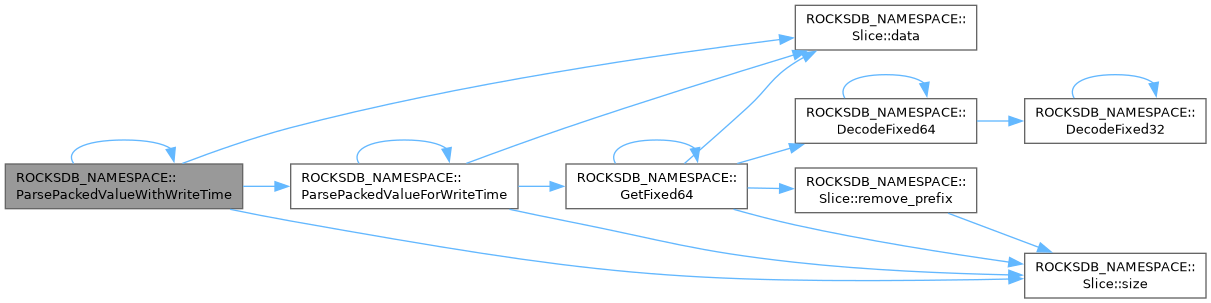 ROCKSDB_NAMESPACE::
ParsePackedValueWithWriteTime
ROCKSDB_NAMESPACE::
ParsePackedValueForWriteTime
ROCKSDB_NAMESPACE::
GetFixed64
ROCKSDB_NAMESPACE::
Slice::data
ROCKSDB_NAMESPACE::
DecodeFixed64
ROCKSDB_NAMESPACE::
DecodeFixed32
ROCKSDB_NAMESPACE::
Slice::remove_prefix
ROCKSDB_NAMESPACE::
Slice::size